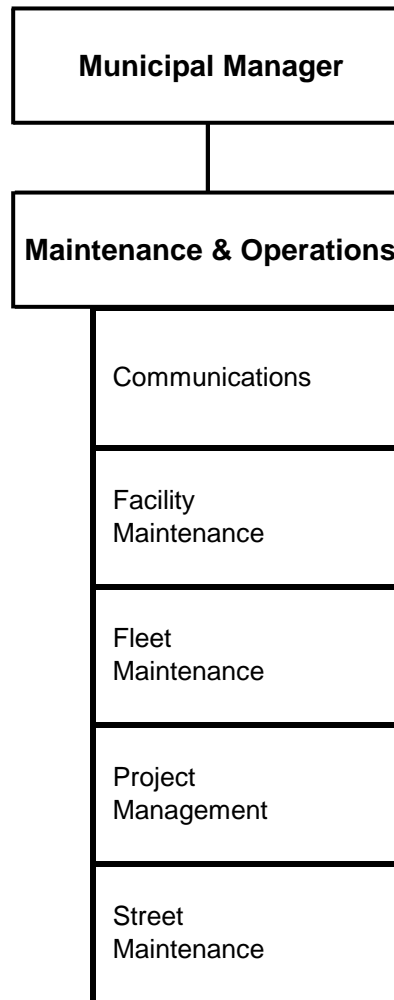 Municipal Manager
Maintenance & Operations
Communications
Facility
Maintenance
Fleet
Maintenance
Project
Management
Street
Maintenance